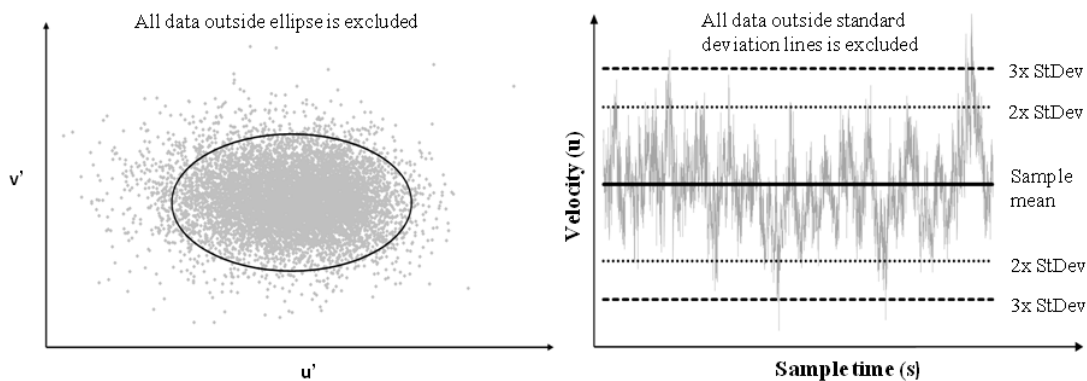 All data outside ellipse is excluded
v'
u'
All data outside standard
deviation lines is excluded
Velocity (u)
3x StDev
2x StDev
Sample
mean
2x StDev
3x StDev
Sample time (s)